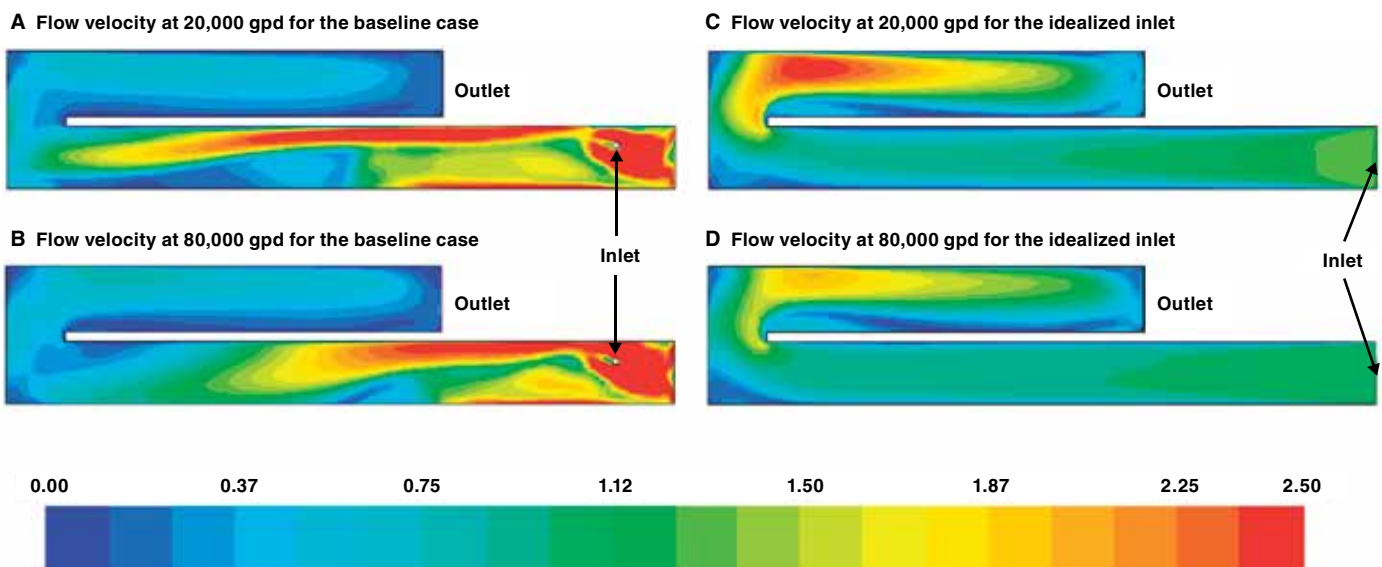 A Flow velocity at 20,000 gpd for the baseline case
Outlet
C Flow velocity at 20,000 gpd for the idealized inlet
Outlet
B Flow velocity at 80,000 gpd for the baseline case
Inlet
Outlet
D Flow velocity at 80,000 gpd for the idealized inlet
Inlet
Outlet
0.00 0.37 0.75 1.12 1.50 1.87 2.25 2.50